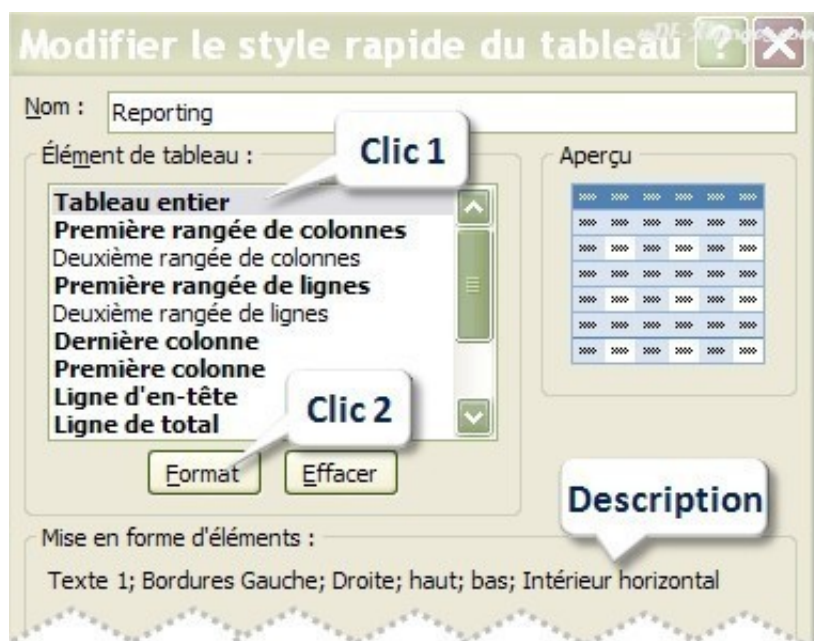 Modifier le style rapide du tableau
Nom : Reporting
Clic 1
Élément de tableau :
Aperçu
Tableau entier
Première rangée de colonnes
Deuxième rangée de colonnes
Première rangée de lignes
Deuxième rangée de lignes
Dernière colonne
Première colonne
Ligne d'en-tête
Ligne de total
Clic 2
Format Effacer
Description
Mise en forme d'éléments :
Texte 1; Bordures Gauche; Droite; haut; bas; Intérieur horizontal